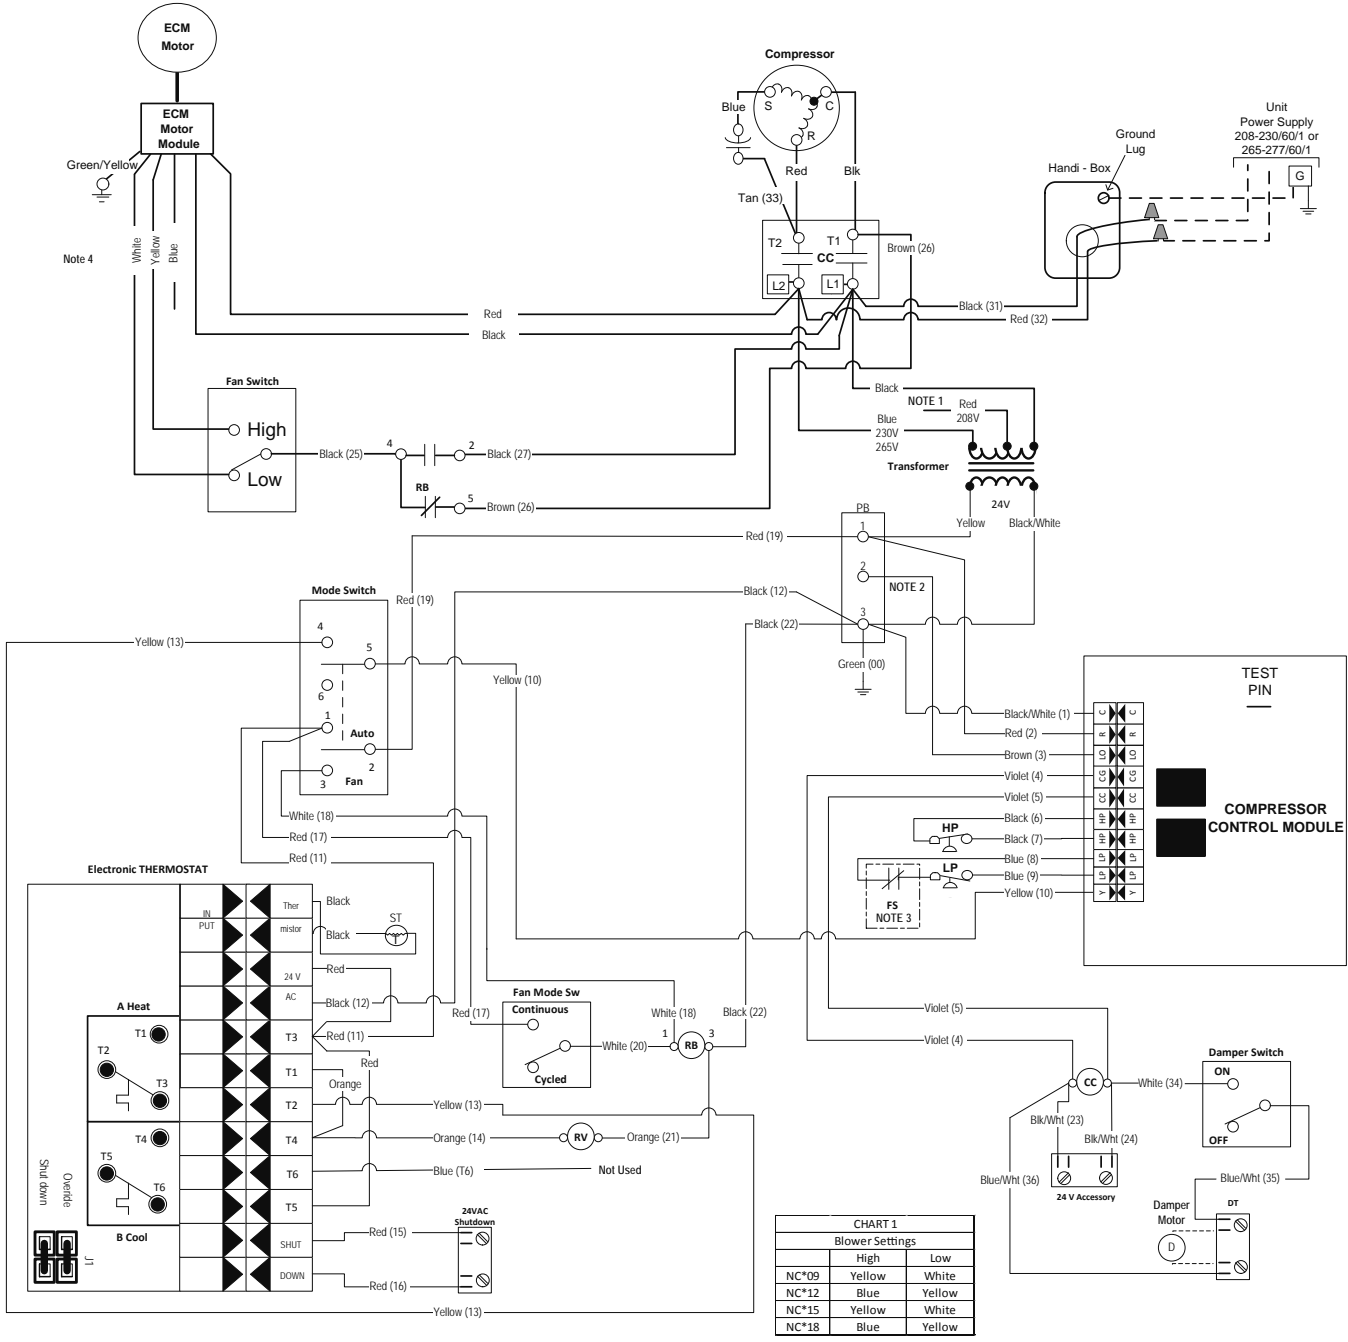 ECM
Motor
ECM
Motor
Module
Green/Yellow
Note 4
White
Yellow
Blue
Compressor
Blue
S
C
R
Red
Blk
Tan (33)
T2
T1
CC
L2
L1
Brown (26)
Unit
Power Supply
208-230/60/1 or
265-277/60/1
Ground
Lug
Handi - Box
G
Red
Black
Black (31)
Red (32)
Fan Switch
High
Low
Black (25)
4
2
Black (27)
RB
5
Brown (26)
Black
NOTE 1
Red
208V
Blue
230V
265V
Transformer
24V
Yellow
Black/White
PB
1
2
3
NOTE 2
Red (19)
Black (12)
Black (22)
Green (00)
Mode Switch
Red (19)
4
5
6
1
Auto
2
3
Fan
Yellow (13)
Yellow (10)
White (18)
Red (17)
Red (11)
TEST
PIN
COMPRESSOR
CONTROL MODULE
Black/White (1)
C
C
Red (2)
R
R
Brown (3)
LO
LO
Violet (4)
CG
CG
Violet (5)
CC
CC
Black (6)
HP
HP
Black (7)
HP
HP
Blue (8)
LP
LP
Blue (9)
LP
LP
Yellow (10)
Y
Y
HP
LP
FS
NOTE 3
Electronic THERMOSTAT
IN
PUT
Ther
mistor
24 V
AC
T3
T1
T2
T4
T6
T5
SHUT
DOWN
Black
Black
ST
Red
Black (12)
Red (11)
Red
Orange
Yellow (13)
Orange (14)
RV
Orange (21)
Blue (T6)
Not Used
Red (15)
Red (16)
24VAC
Shutdown
Yellow (13)
A Heat
T1
T2
T3
T4
T5
T6
B Cool
Shut down
Overide
J1
Fan Mode Sw
Continuous
Cycled
Red (17)
White (20)
White (18)
1
RB
3
Black (22)
Violet (5)
Violet (4)
CC
White (34)
Blk/Wht (23)
Blk/Wht (24)
Blue/Wht (36)
24 V Accessory
Damper Switch
ON
OFF
Blue/Wht (35)
Damper
Motor
D
DT
CHART 1
Blower Settings
High Low
NC*09 Yellow White
NC*12 Blue Yellow
NC*15 Yellow White
NC*18 Blue Yellow